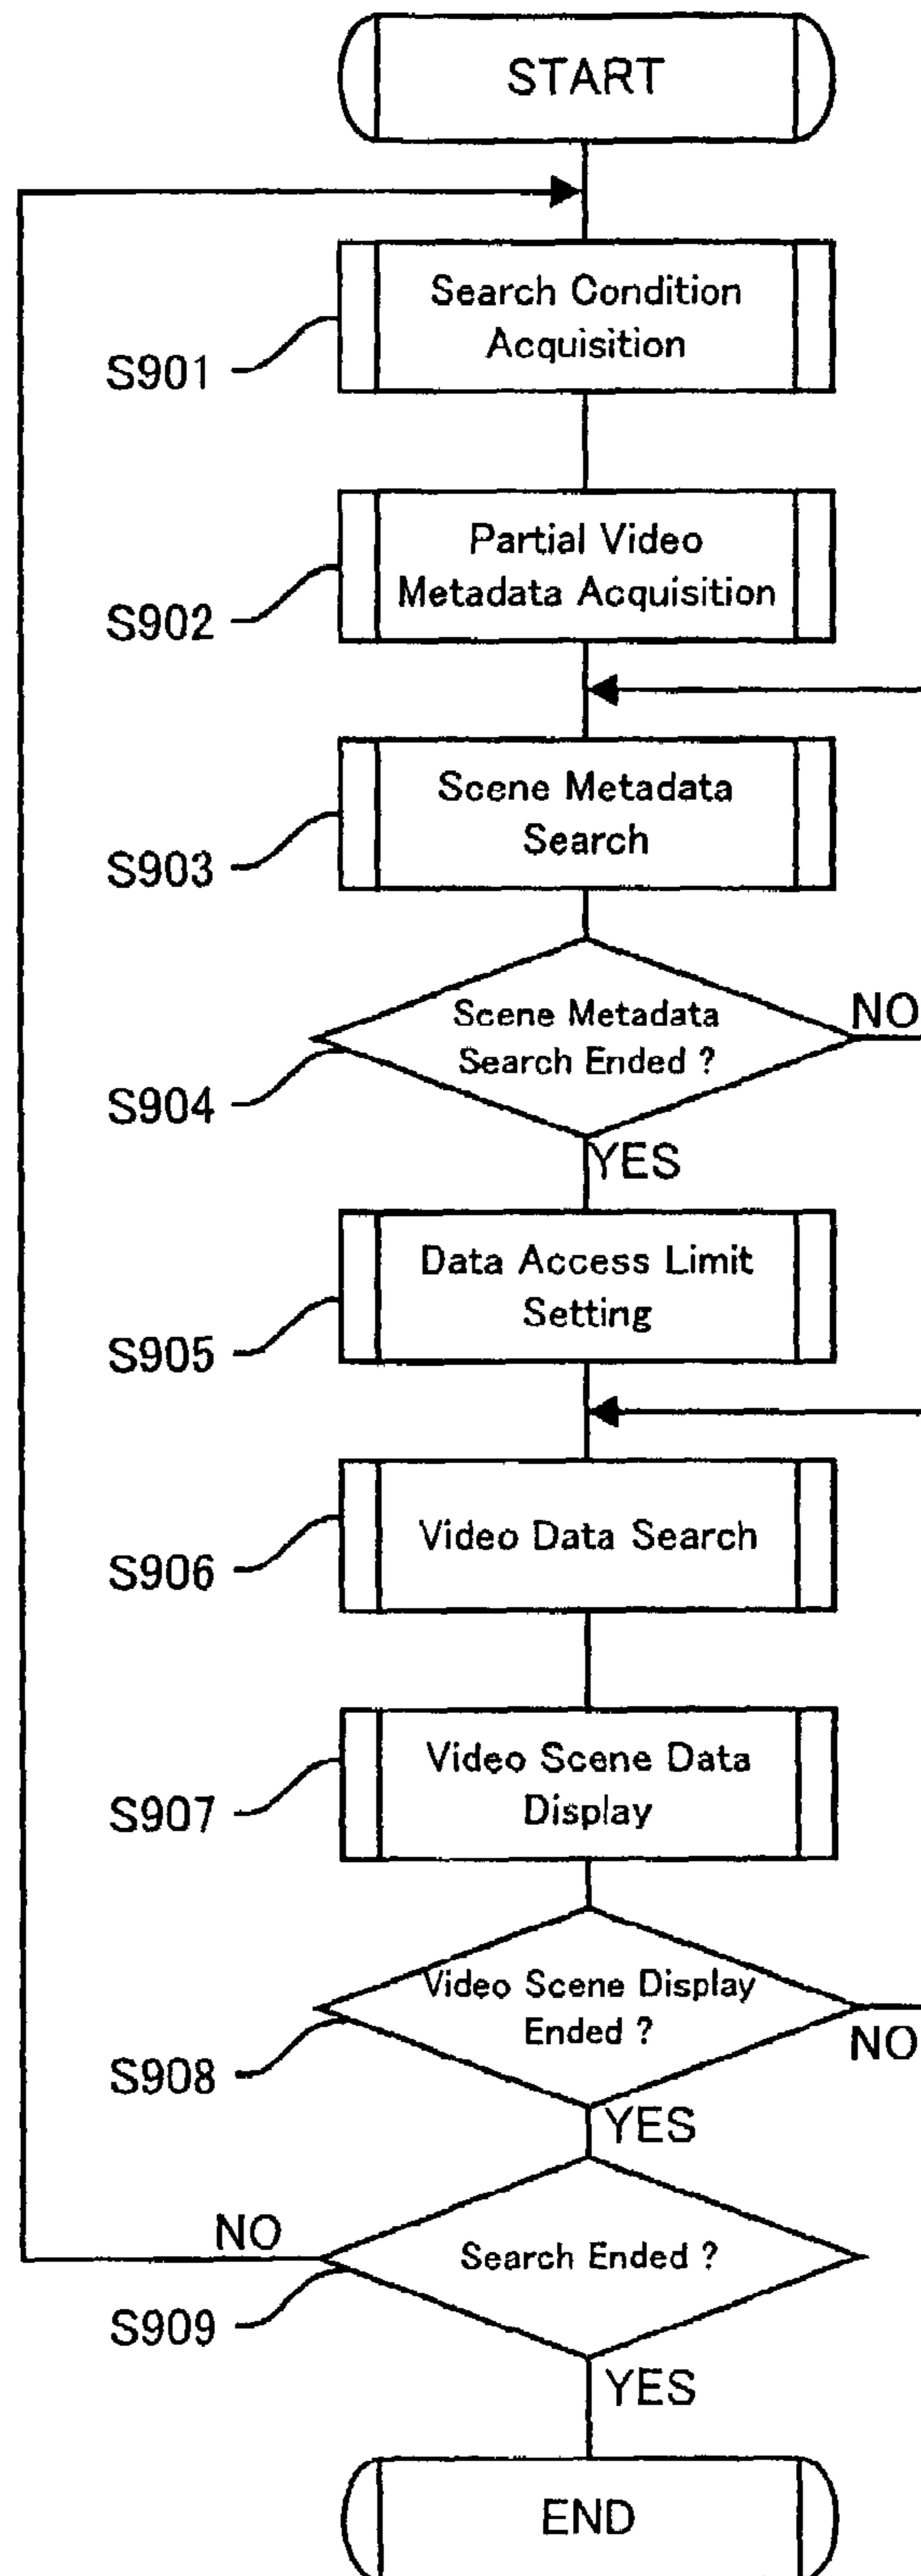 START
Search Condition
Acquisition
S901
Partial Video
Metadata Acquisition
S902
Scene Metadata
Search
S903
Scene Metadata
Search Ended ?
NO
S904
YES
Data Access Limit
Setting
S905
Video Data Search
S906
Video Scene Data
Display
S907
Video Scene Display
Ended ?
NO
S908
YES
NO
Search Ended ?
S909
YES
END